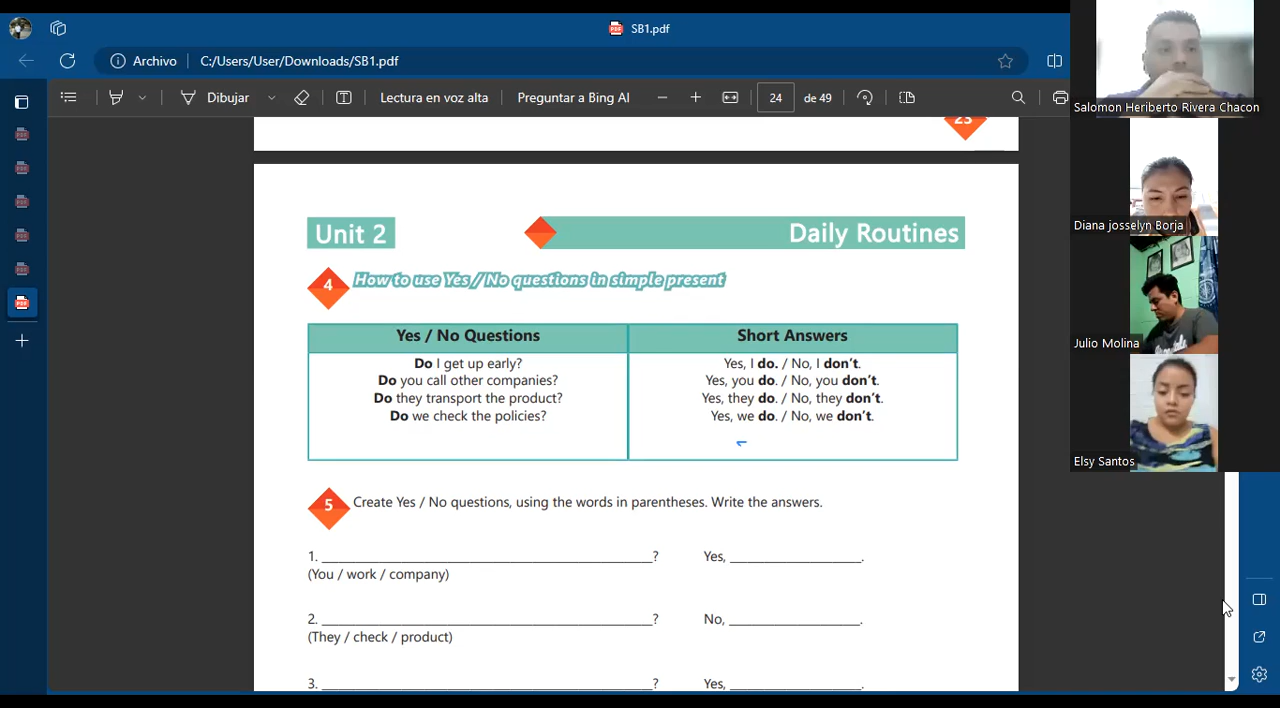 SB1.pdf
Archivo
C:/Users/User/Downloads/SB1.pdf
Dibujar
Lectura en voz alta
Preguntar a Bing AI
24
de 49
23
Unit 2
Daily Routines
4
How to use Yes / No questions in simple present
Yes / No Questions
Short Answers
Do I get up early?
Yes, I do. / No, I don't.
Do you call other companies?
Yes, you do. / No, you don't.
Do they transport the product?
Yes, they do. / No, they don't.
Do we check the policies?
Yes, we do. / No, we don't.
5
Create Yes / No questions, using the words in parentheses. Write the answers.
1. ________________________________________? Yes, __________________.
(You / work / company)
2. ________________________________________? No, __________________.
(They / check / product)
3. ________________________________________? Yes, __________________.
Salomon Heriberto Rivera Chacon
Diana josselyn Borja
Julio Molina
Elsy Santos